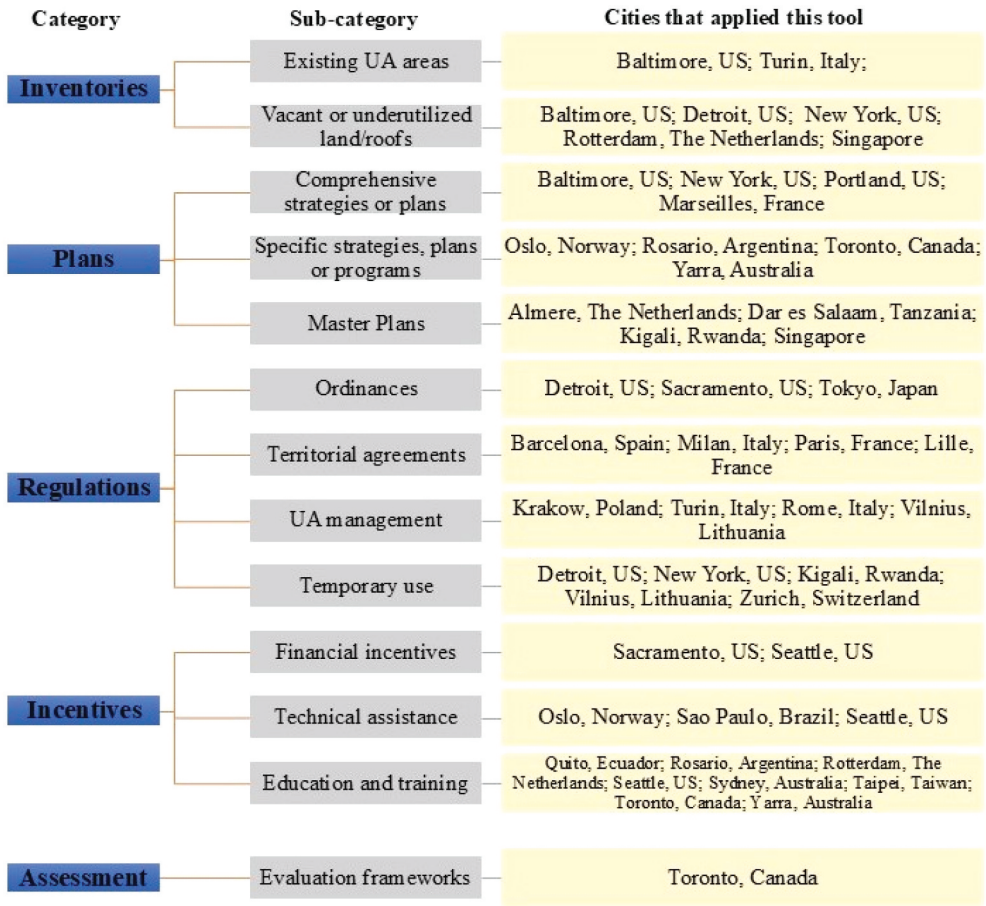 Category
Sub-category
Cities that applied this tool
Inventories
Existing UA areas
Baltimore, US; Turin, Italy;
Vacant or underutilized
land/roofs
Baltimore, US; Detroit, US; New York, US;
Rotterdam, The Netherlands; Singapore
Plans
Comprehensive
strategies or plans
Baltimore, US; New York, US; Portland, US;
Marseilles, France
Specific strategies, plans
or programs
Oslo, Norway; Rosario, Argentina; Toronto, Canada;
Yarra, Australia
Master Plans
Almere, The Netherlands; Dar es Salaam, Tanzania;
Kigali, Rwanda; Singapore
Regulations
Ordinances
Detroit, US; Sacramento, US; Tokyo, Japan
Territorial agreements
Barcelona, Spain; Milan, Italy; Paris, France; Lille,
France
UA management
Krakow, Poland; Turin, Italy; Rome, Italy; Vilnius,
Lithuania
Temporary use
Detroit, US; New York, US; Kigali, Rwanda;
Vilnius, Lithuania; Zurich, Switzerland
Incentives
Financial incentives
Sacramento, US; Seattle, US
Technical assistance
Oslo, Norway; Sao Paulo, Brazil; Seattle, US
Education and training
Quito, Ecuador; Rosario, Argentina; Rotterdam, The
Netherlands; Seattle, US; Sydney, Australia; Taipei, Taiwan;
Toronto, Canada; Yarra, Australia
Assessment
Evaluation frameworks
Toronto, Canada